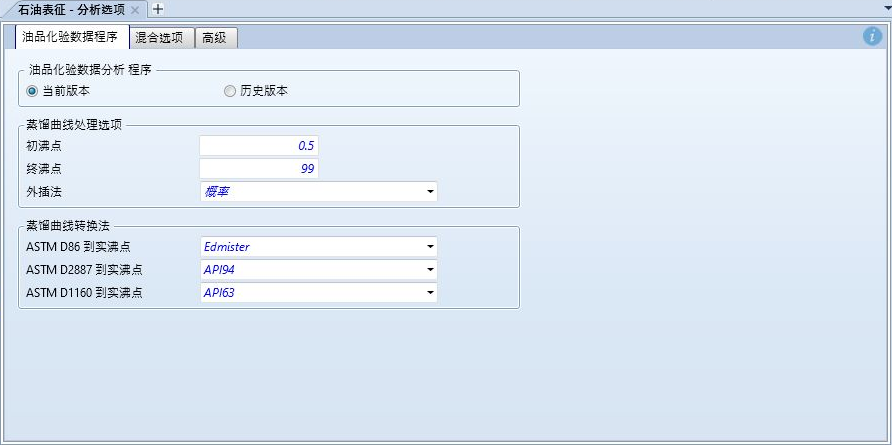 石油表征 - 分析选项
油品化验数据程序 混合选项 高级
油品化验数据分析 程序
当前版本 历史版本
蒸馏曲线处理选项
初沸点 0.5
终沸点 99
外插法 概率
蒸馏曲线转换法
ASTM D86 到实沸点 Edmister
ASTM D2887 到实沸点 API94
ASTM D1160 到实沸点 API63